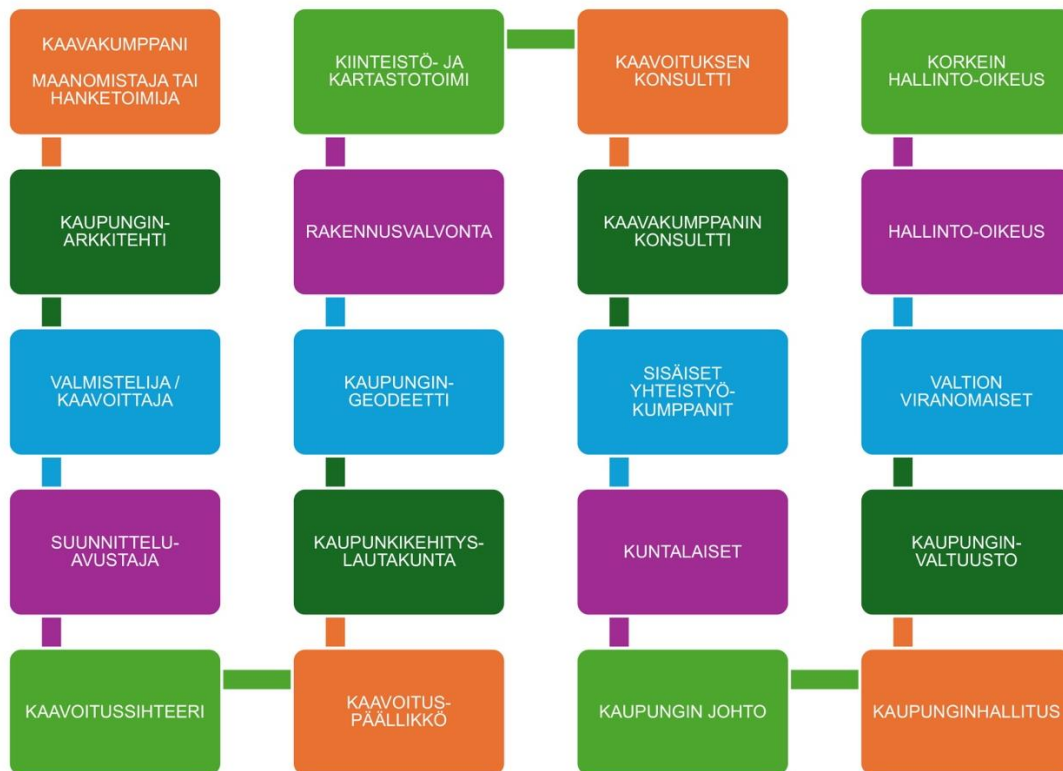 KAAVAKUMPPANI
MAANOMISTAJA TAI
HANKETOIMIJA
KAUPUNGIN-
ARKKITEHTI
VALMISTELIJA /
KAAVOITTAJA
SUUNNITTELU-
AVUSTAJA
KAAVOITUSSIHTEERI
KAAVOITUS-
PÄÄLLIKKÖ
KAUPUNKIKEHITYS-
LAUTAKUNTA
KAUPUNGIN-
GEODEETTI
RAKENNUSVALVONTA
KIINTEISTÖ- JA
KARTASTOTOIMI
KAAVOITUKSEN
KONSULTTI
KAAVAKUMPPANIN
KONSULTTI
SISÄISET
YHTEISTYÖ-
KUMPPANIT
KUNTALAISET
KAUPUNGIN JOHTO
KAUPUNGINHALLITUS
KAUPUNGIN-
VALTUUSTO
VALTION
VIRANOMAISET
HALLINTO-OIKEUS
KORKEIN
HALLINTO-OIKEUS